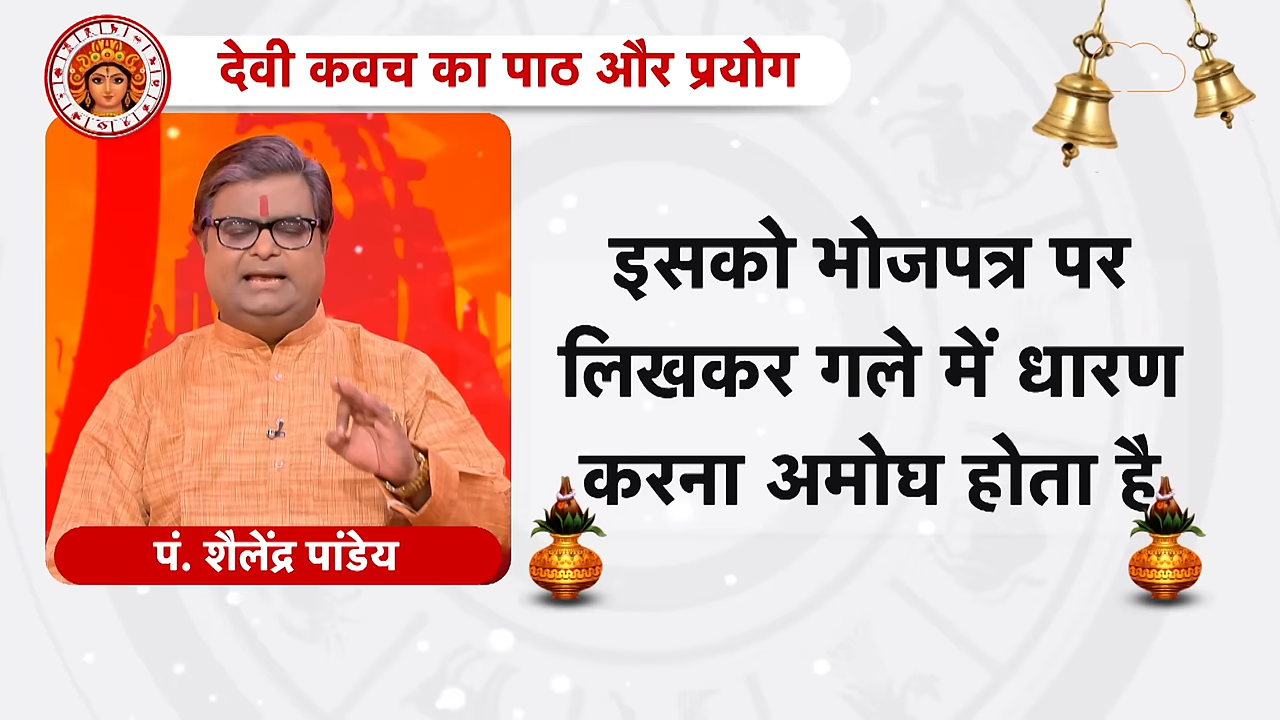 देवी कवच का पाठ और प्रयोग
इसको भोजपत्र पर
लिखकर गले में धारण
करना अमोघ होता है
पं. शैलेंद्र पांडेय